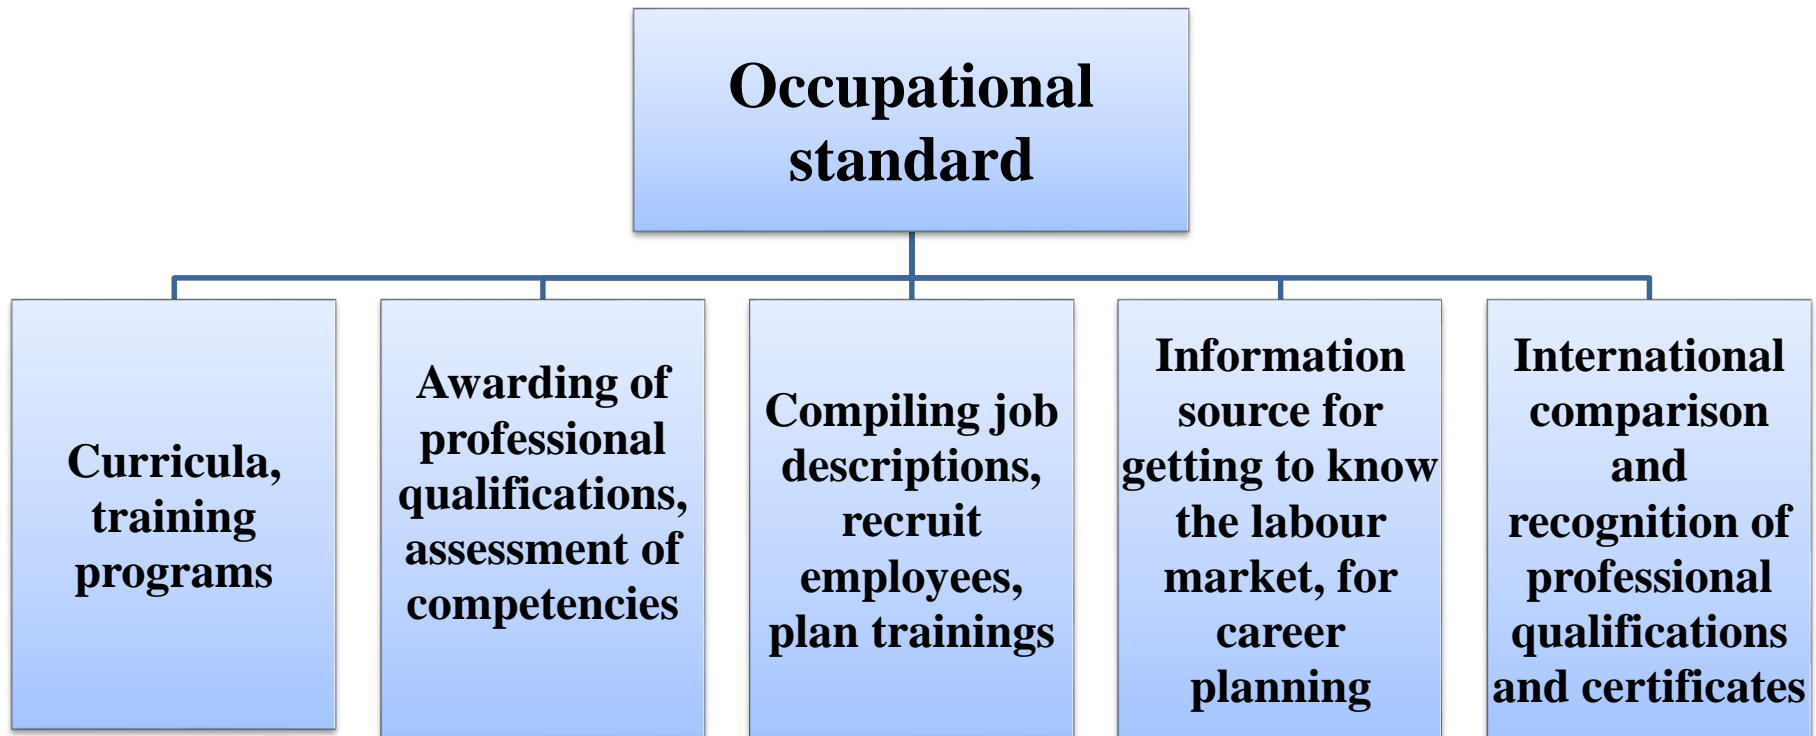 Occupational
standard
Curricula,
training
programs
Awarding of
professional
qualifications,
assessment of
competencies
Compiling job
descriptions,
recruit
employees,
plan trainings
Information
source for
getting to know
the labour
market, for
career
planning
International
comparison
and
recognition of
professional
qualifications
and certificates